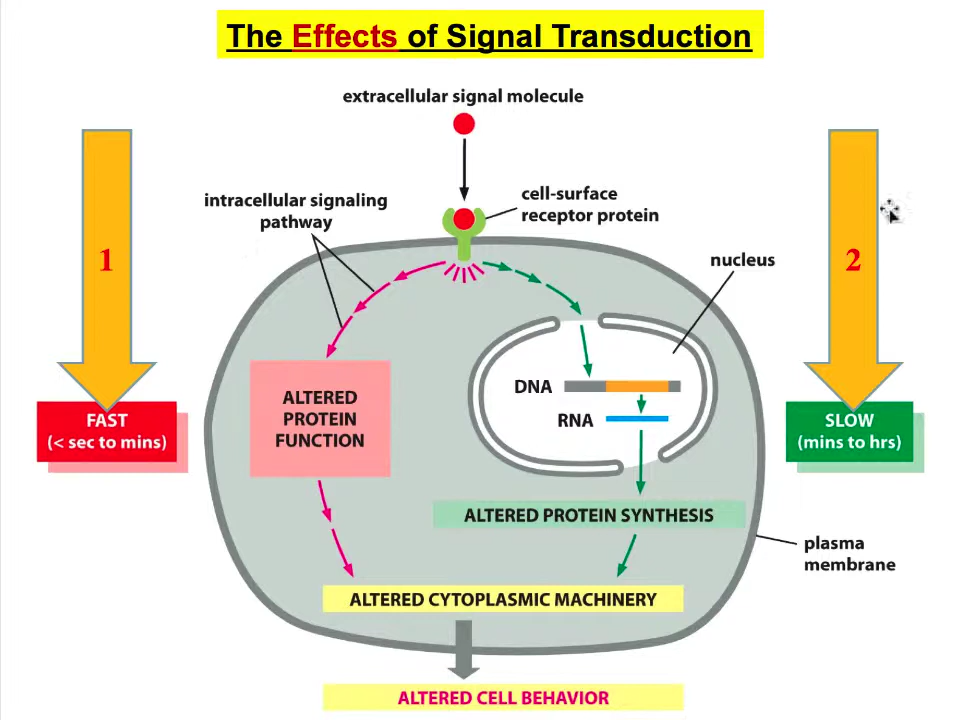 The Effects of Signal Transduction
extracellular signal molecule
cell-surface
receptor protein
intracellular signaling
pathway
1
2
nucleus
DNA
RNA
ALTERED
PROTEIN
FUNCTION
FAST
(< sec to mins)
SLOW
(mins to hrs)
ALTERED PROTEIN SYNTHESIS
plasma
membrane
ALTERED CYTOPLASMIC MACHINERY
ALTERED CELL BEHAVIOR